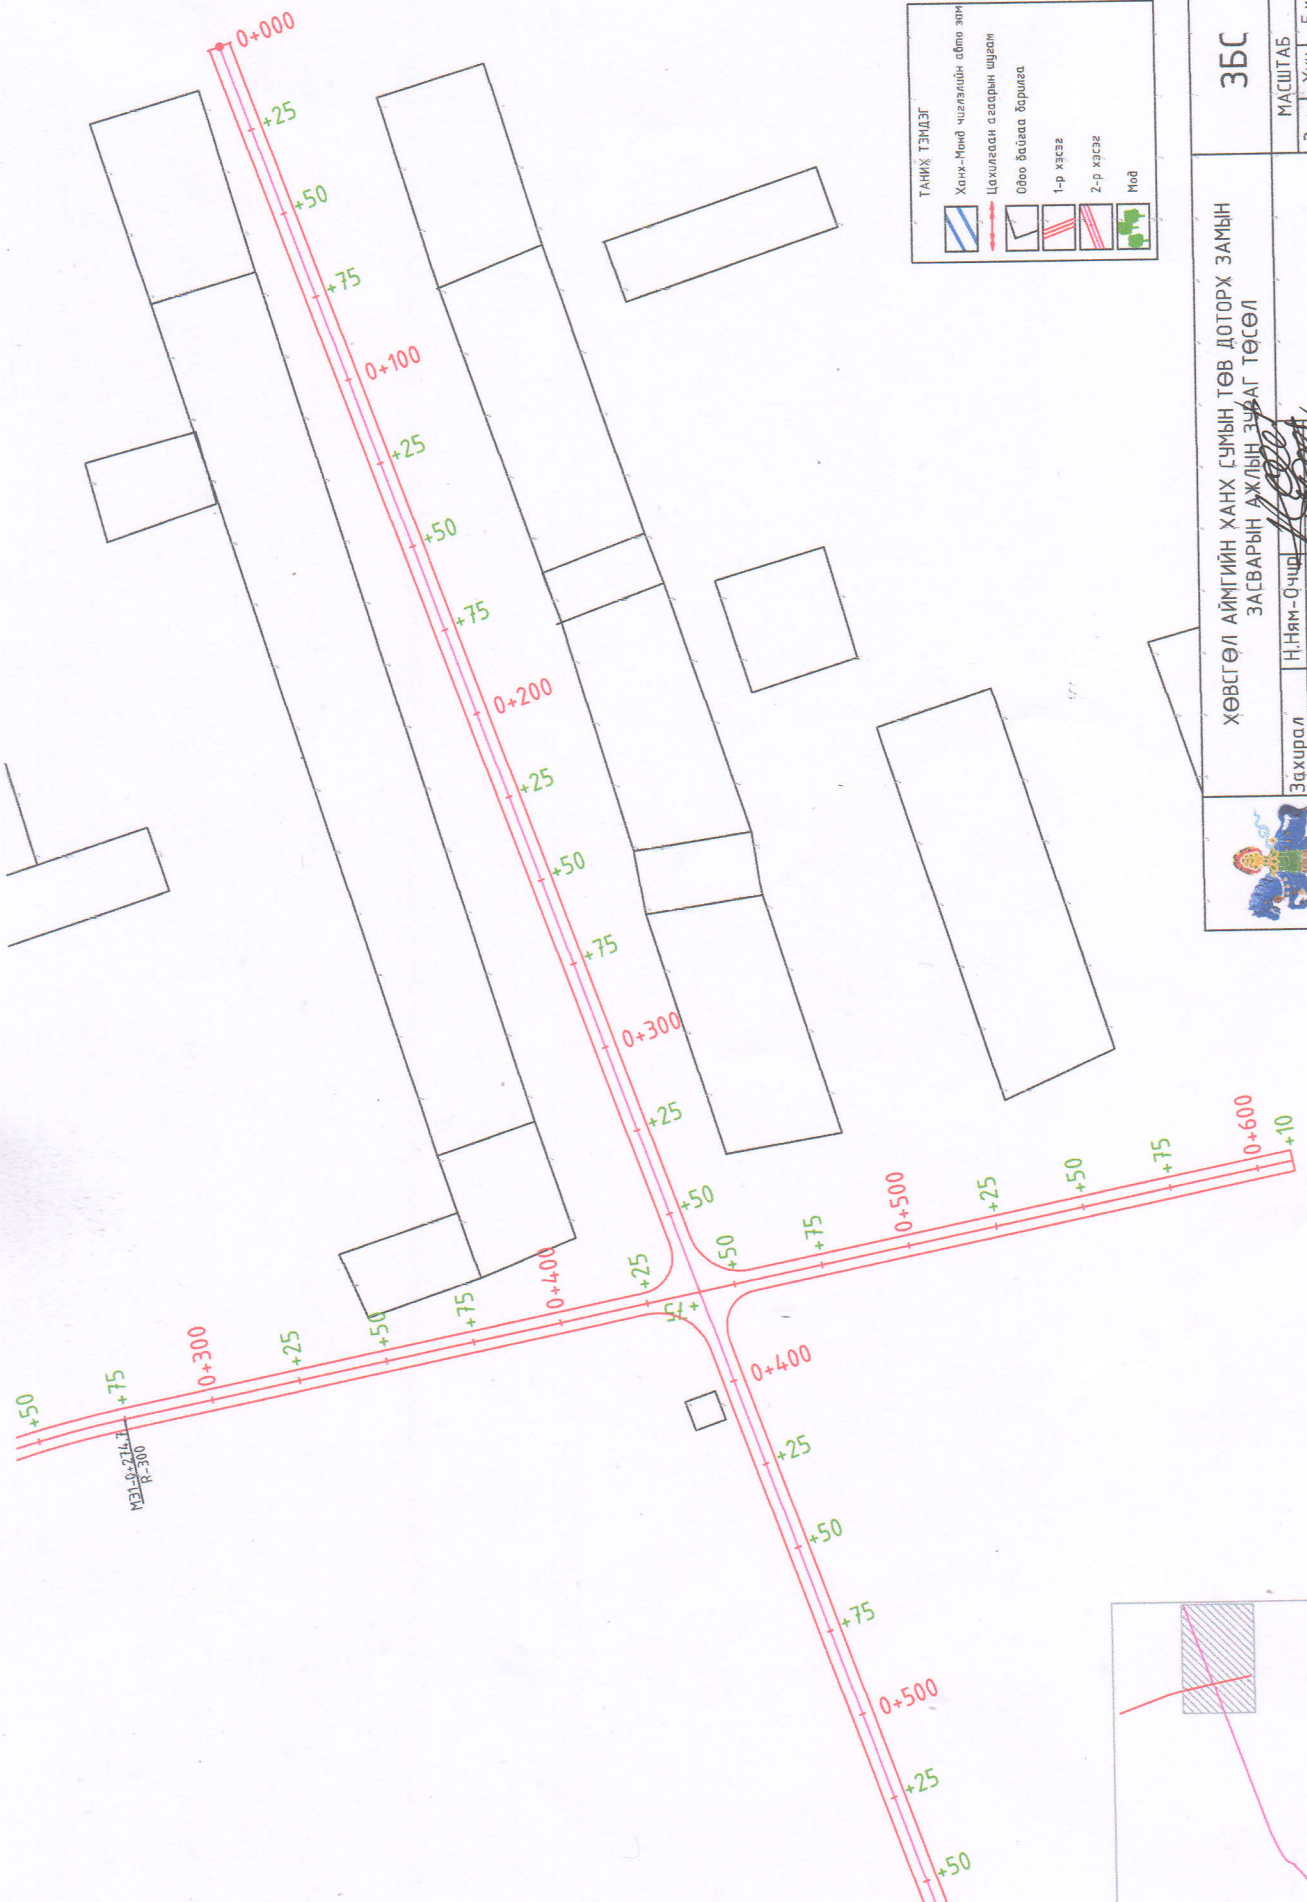 0+000
+25
+50
+75
0+100
+25
+50
+75
0+200
+25
+50
+75
0+300
+25
+50
+75
0+400
+25
+50
+75
0+500
+25
+50
+50
+75
0+300
+25
+50
+75
0+400
+25
+50
+75
0+500
+25
+50
+75
0+600
+10
R-300
ТАНИХ ТЭМДЭГ
Ханх-Монд чиглэлийн авто зам
Цахилгаан агаарын шугам
Одоо байгаа барилга
1-р хэсэг
2-р хэсэг
Мод
ХӨВСГӨЛ АЙМГИЙН ХАНХ СУМЫН ТӨВ ДОТОРХ ЗАМЫН
ЗАСВАРЫН АЖЛЫН ЗУРАГ ТӨСӨЛ
ЗБС
МАСШТАБ
Захирал
Н.Ням-Очир